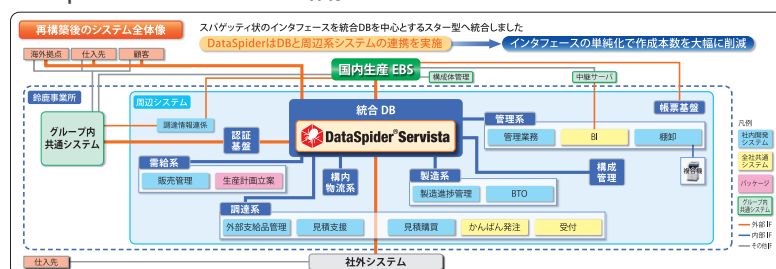 再構築後のシステム全体像
スパゲッティ状のインタフェースを統合DBを中心とするスター型へ統合しました
DataSpiderはDBと周辺系システムの連携を実施
インタフェースの単純化で作成本数を大幅に削減
海外拠点
仕入先
顧客
国内生産 EBS
構成体管理
中継サーバ
鈴鹿事業所
周辺システム
帳票基盤
グループ内
共通システム
調達情報連係
認証
基盤
統合 DB
DataSpider Servista
管理系
管理業務
BI
棚卸
複合機
需給系
販売管理
生産計画立案
構内
物流系
製造系
製造進捗管理
BTO
構成
管理
調達系
外部支給品管理
見積支援
見積購買
かんばん発注
受付
仕入先
社外システム
凡例
社内開発
システム
全社共通
システム
パッケージ
グループ内
共通システム
外部IF
内部IF
その他IF